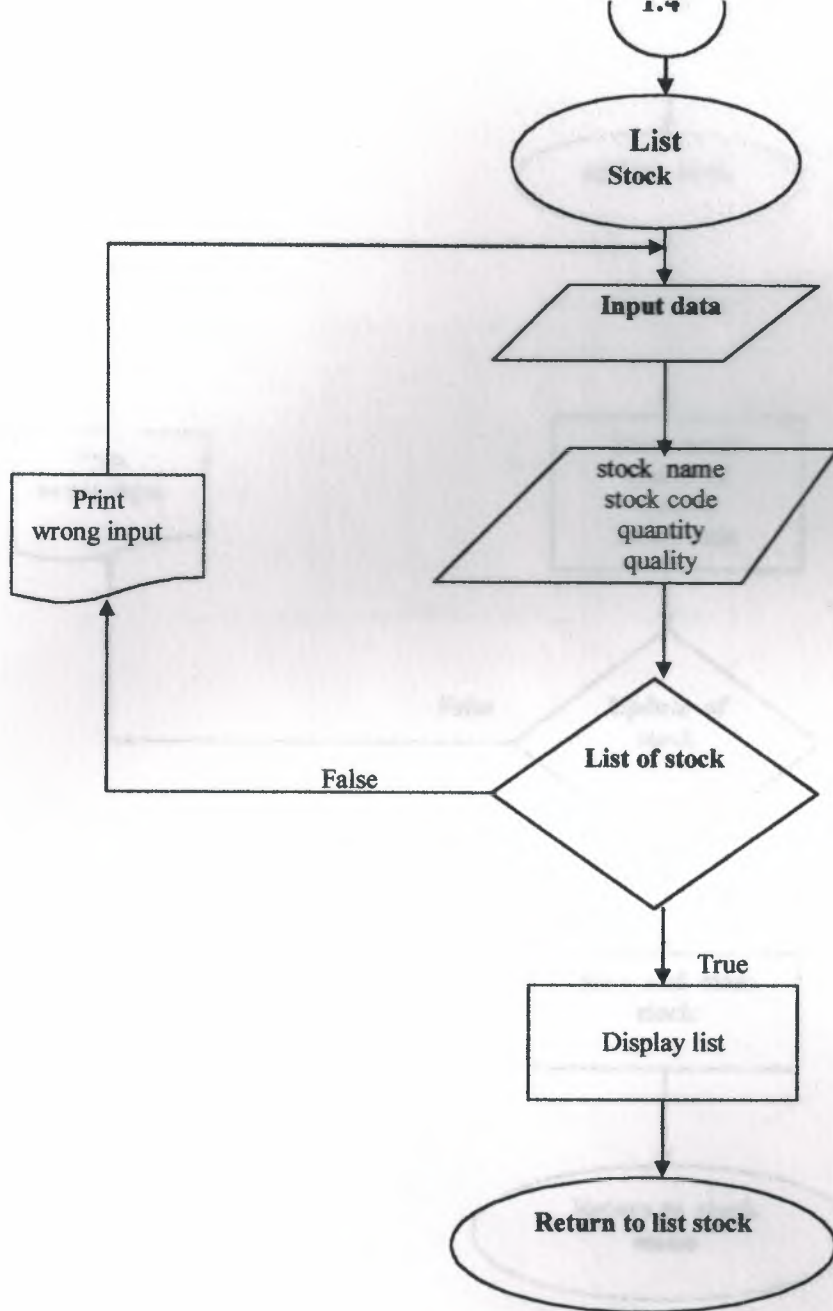 1.4
List
Stock
Input data
stock name
stock code
quantity
quality
Print
wrong input
List of stock
False
True
Display list
Return to list stock